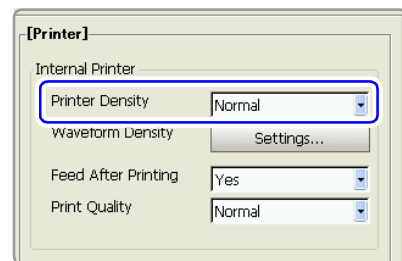 [Printer]
Internal Printer
Printer Density Normal
Waveform Density Settings...
Feed After Printing Yes
Print Quality Normal